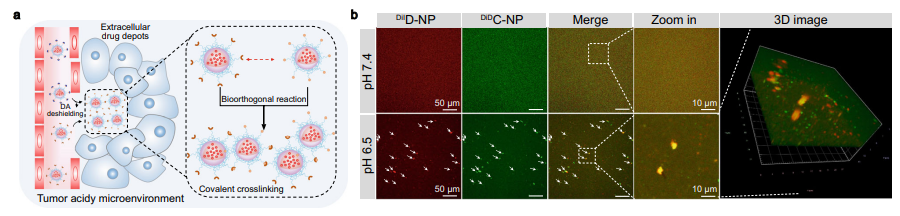 a
Extracellular
drug depots
DA
deshielding
Tumor acidy microenvironment
Bioorthogonal reaction
Covalent crosslinking
b
DiID-NP
DiDC-NP
Merge
Zoom in
3D image
pH 7.4
50 μm
10 μm
pH 6.5
50 μm
10 μm